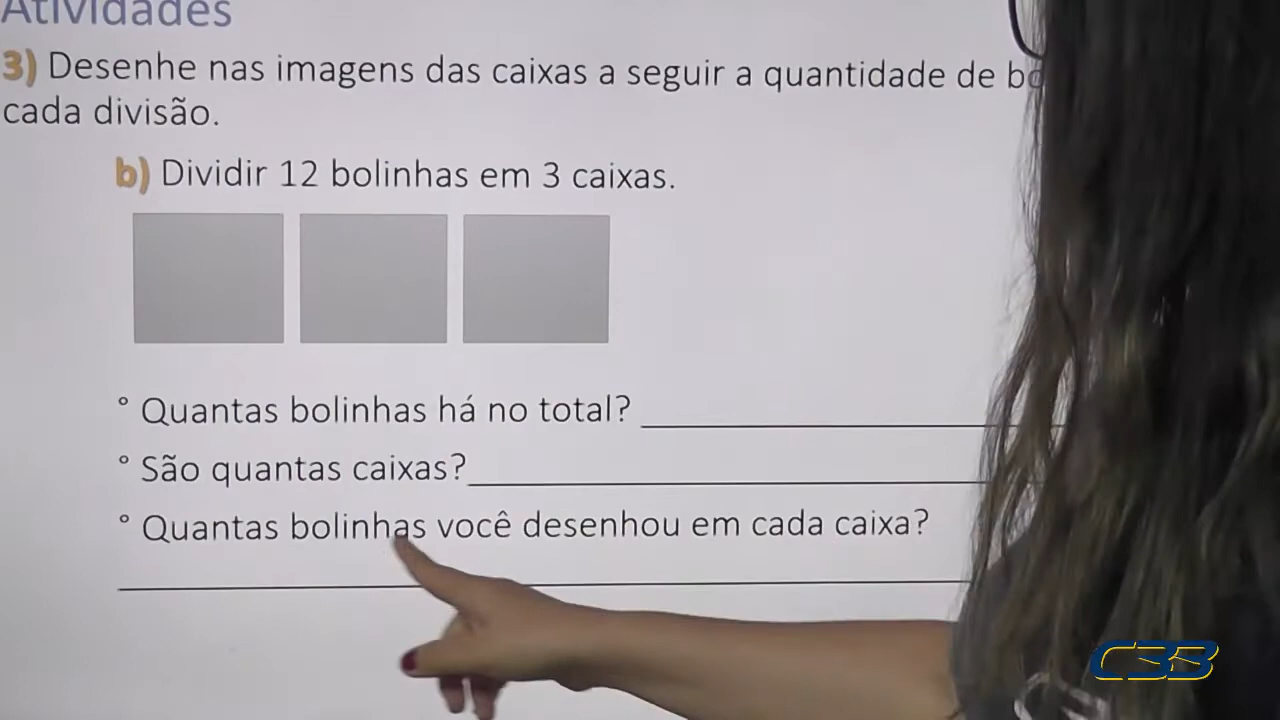 Atividades
3) Desenhe nas imagens das caixas a seguir a quantidade de
cada divisão.
b) Dividir 12 bolinhas em 3 caixas.
° Quantas bolinhas há no total?
° São quantas caixas?
° Quantas bolinhas você desenhou em cada caixa?
CBB